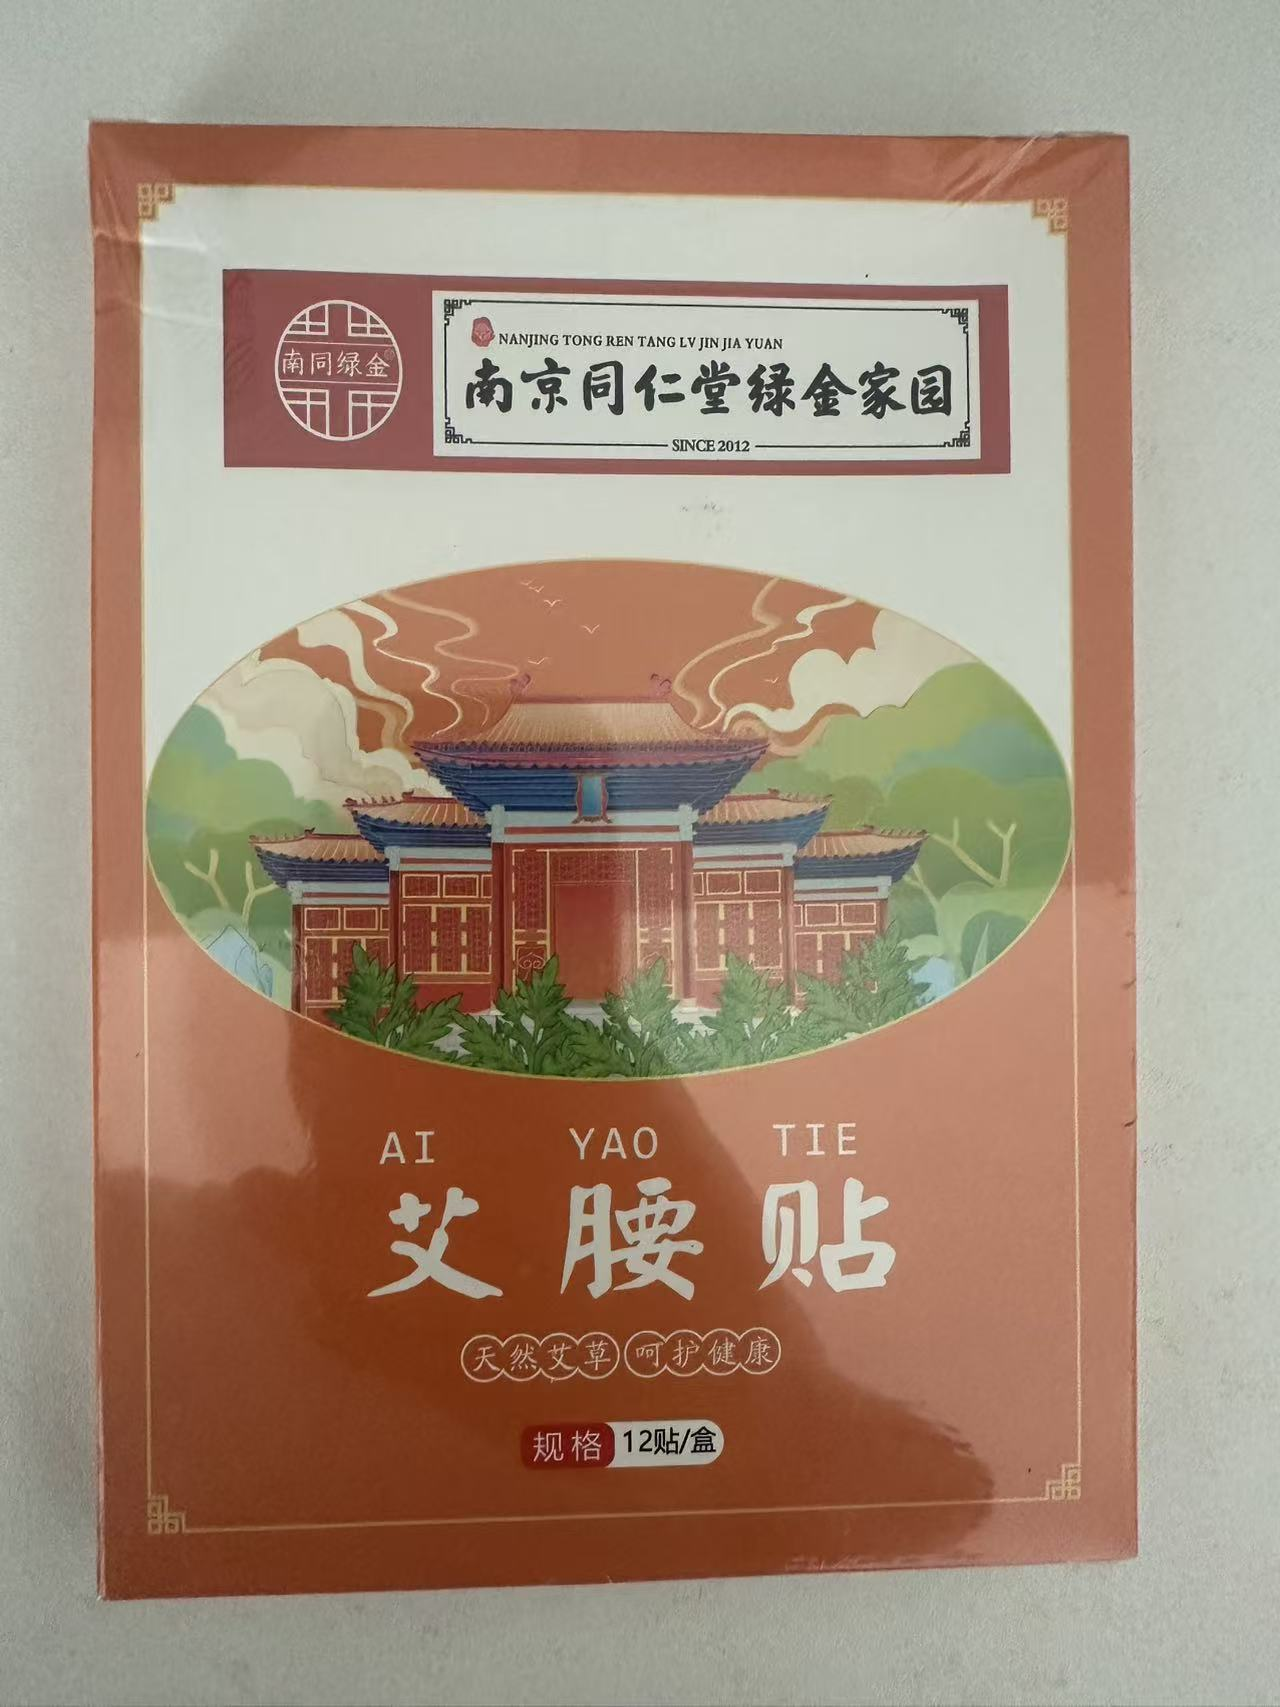 南同绿金
NANJING TONG REN TANG LV JIN JIA YUAN
南京同仁堂绿金家园
SINCE 2012
AI YAO TIE
艾腰贴
天然艾草 呵护健康
规格 12贴/盒